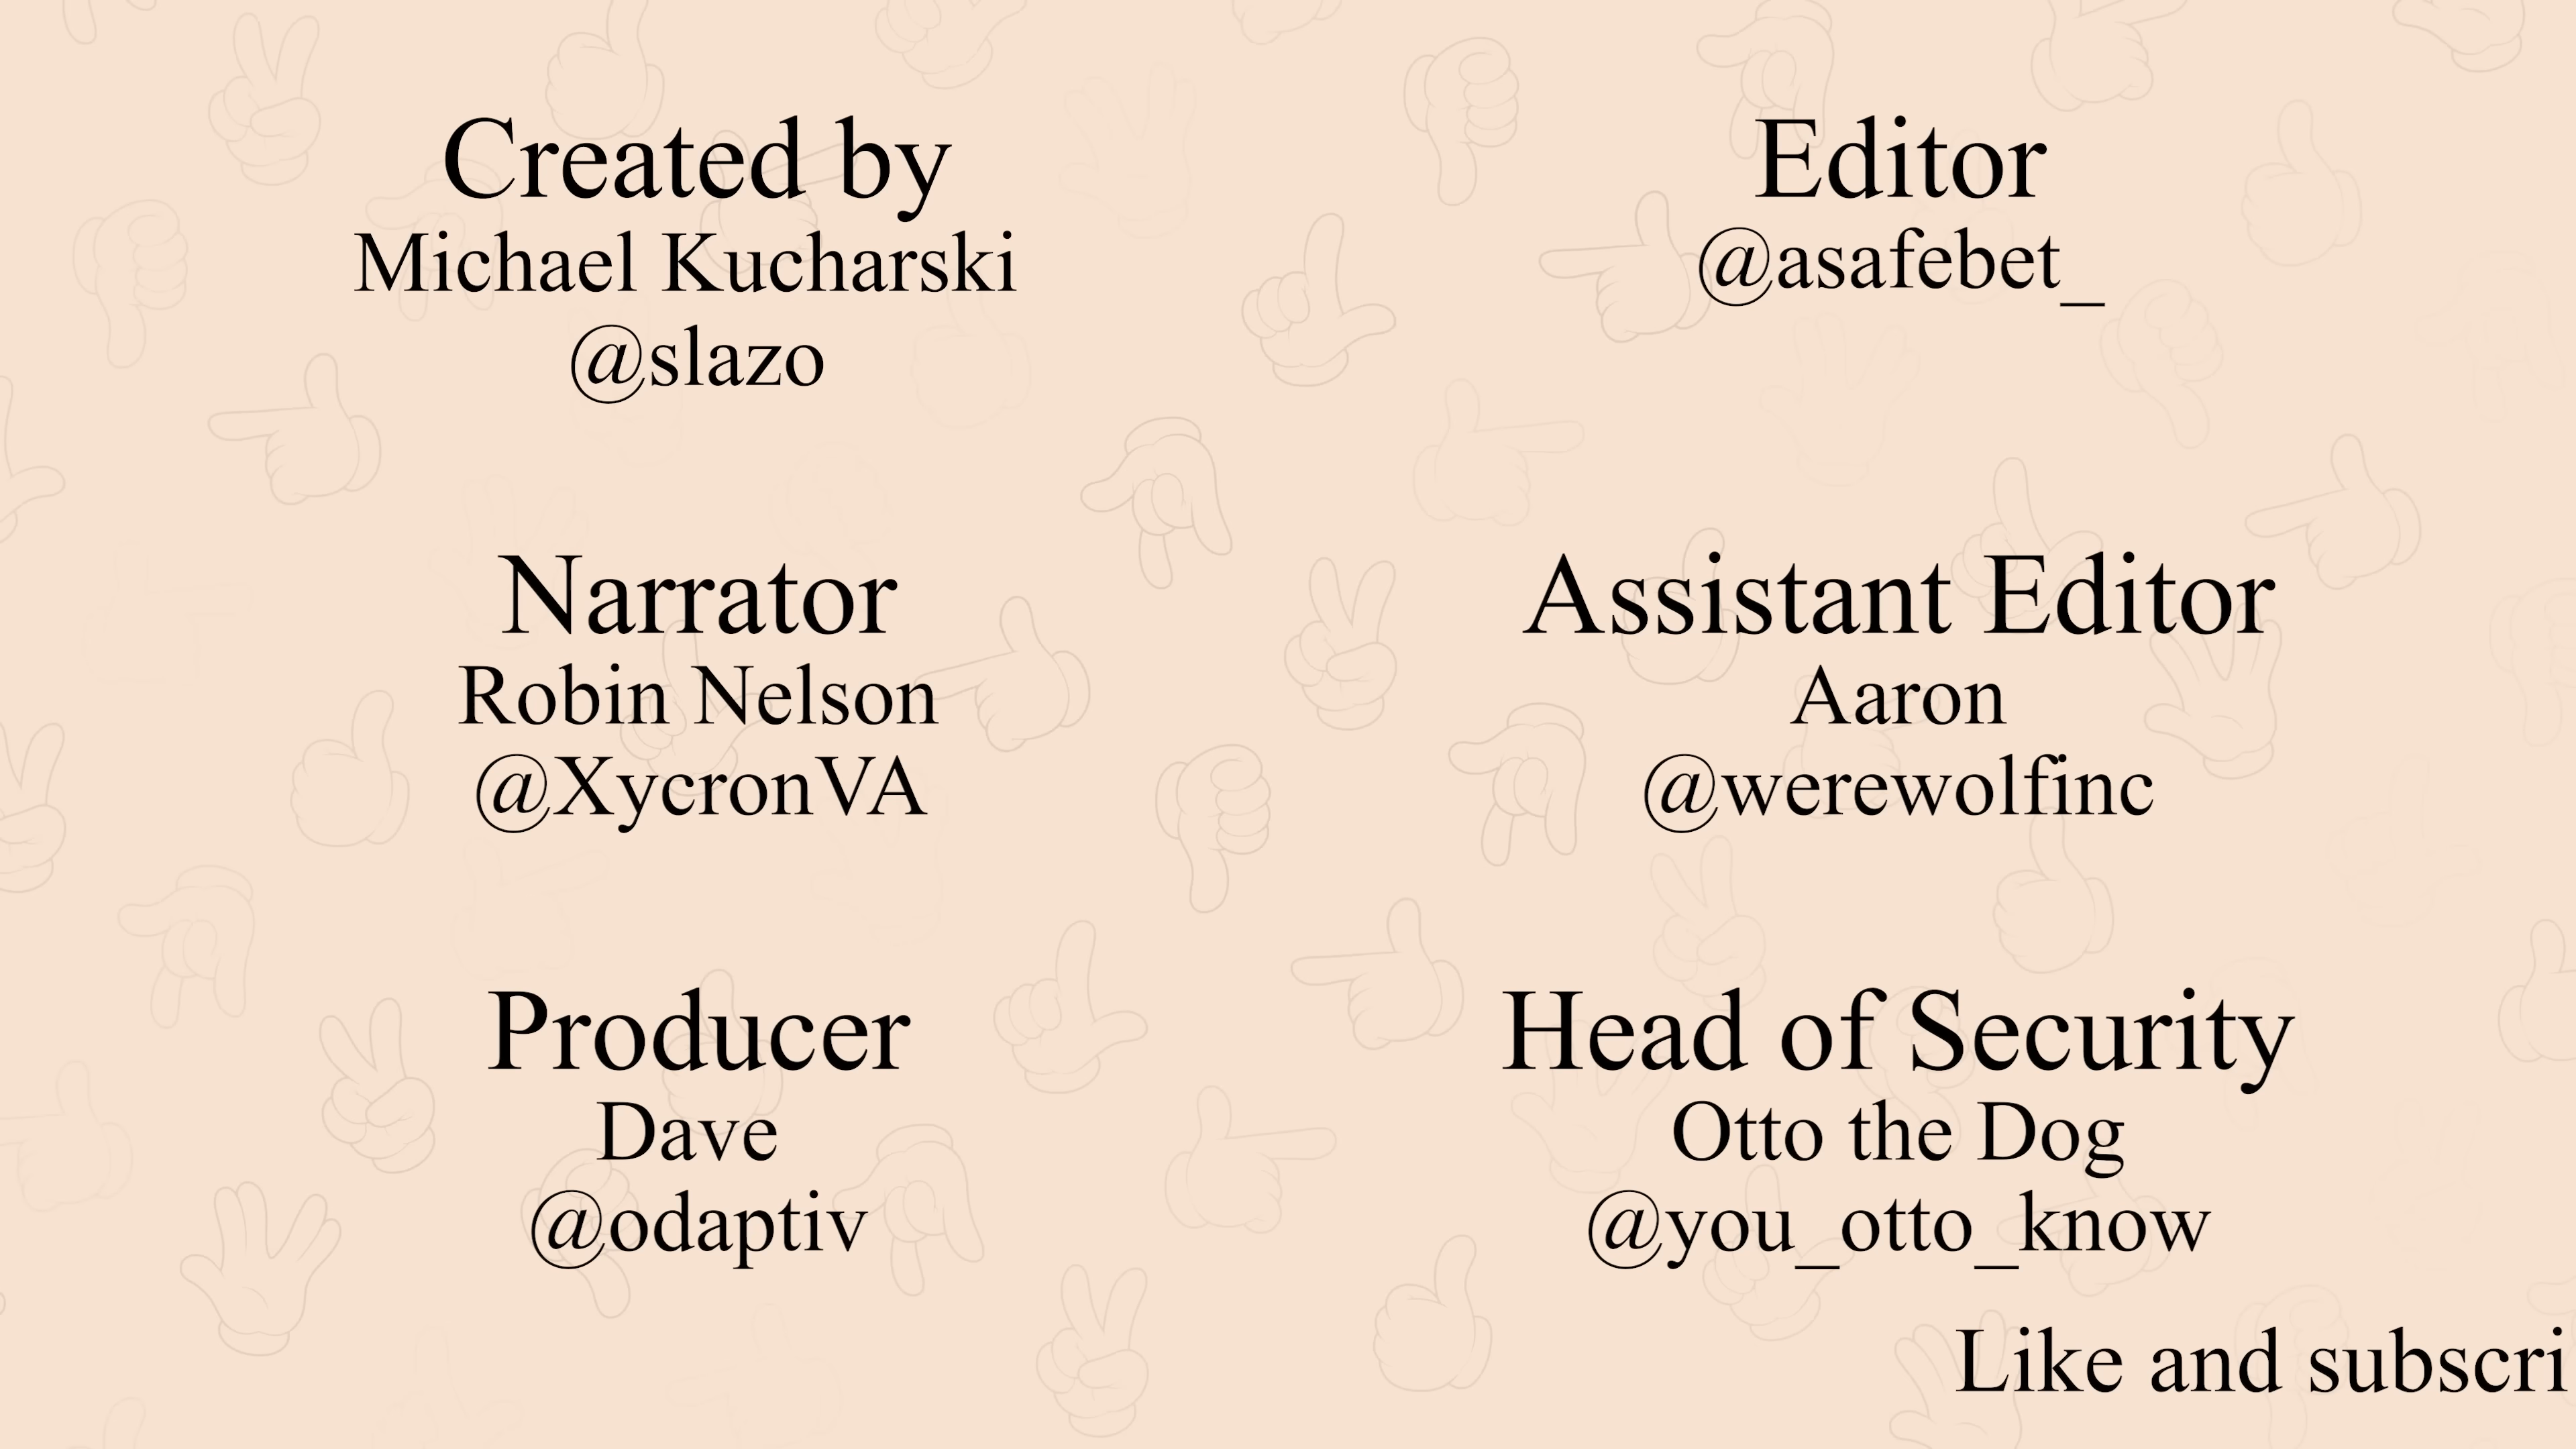 Created by
Michael Kucharski
@slazo
Editor
@asafebet_
Narrator
Robin Nelson
@XycronVA
Assistant Editor
Aaron
@werewolfinc
Producer
Dave
@odaptiv
Head of Security
Otto the Dog
@you_otto_know
Like and subscri